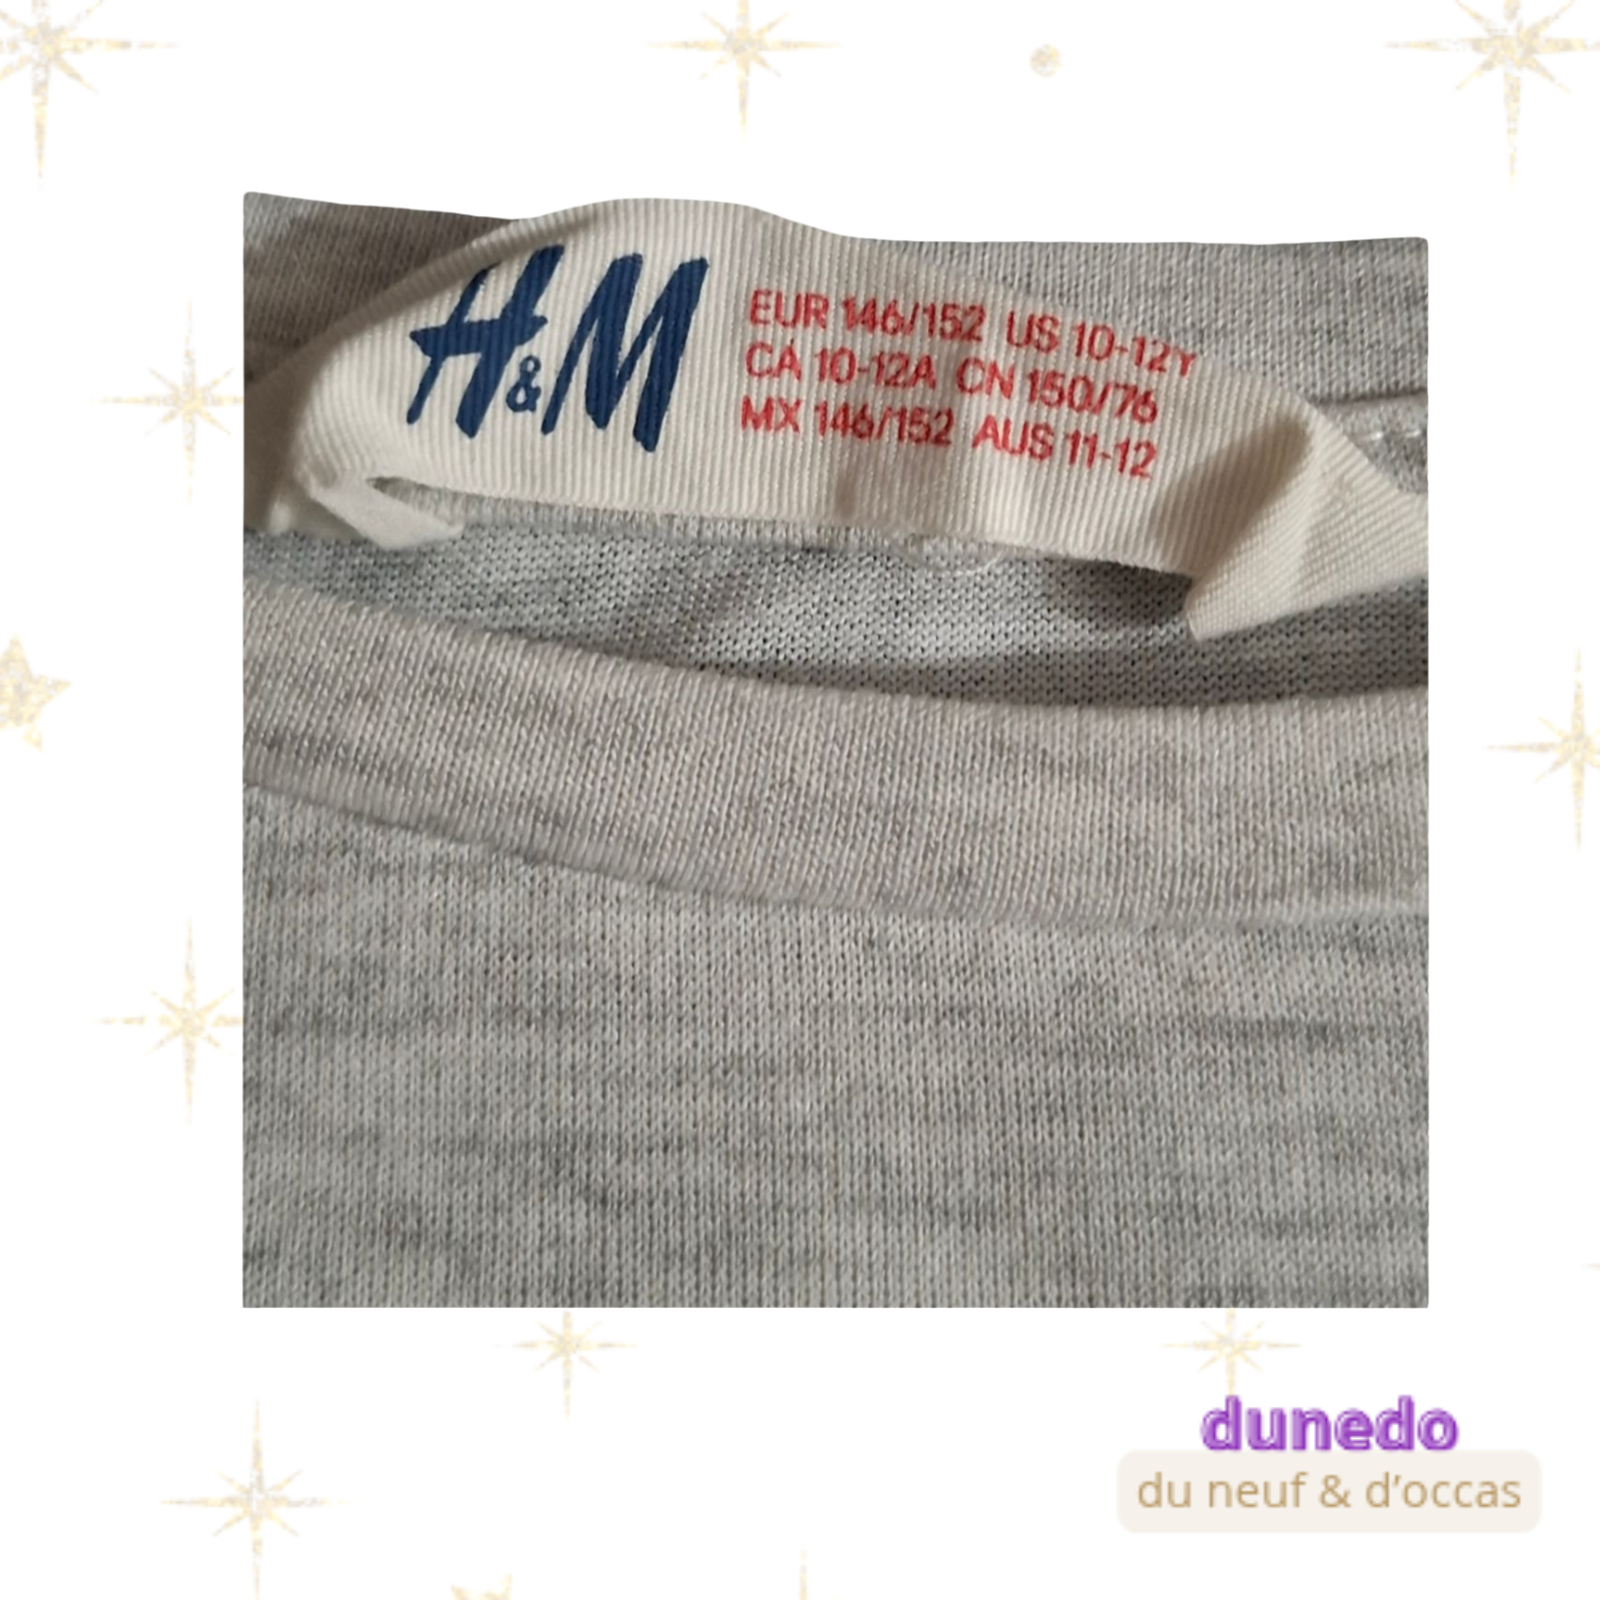 H&M
EUR 146/152 US 10-12Y
CA 10-12A CN 150/76
MX 146/152 AUS 11-12
dunedo
du neuf & d’occas